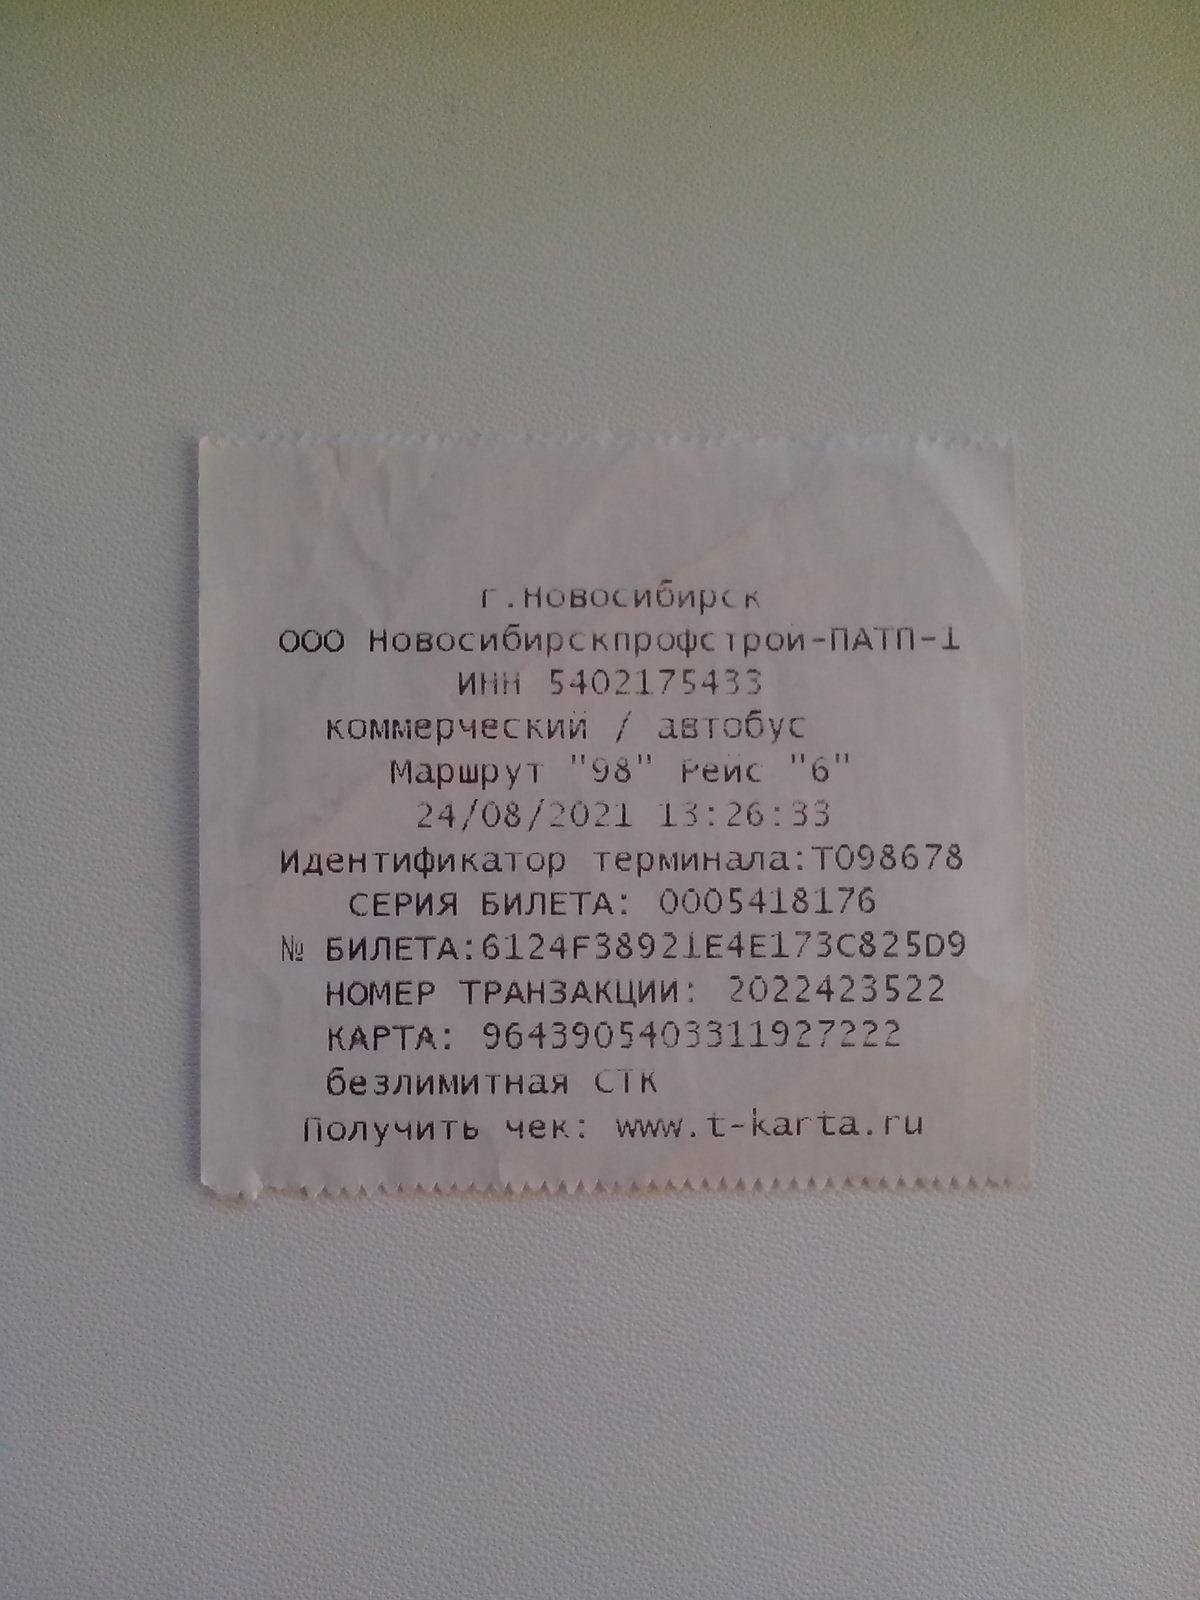 г.Новосибирск
ООО Новосибирскпрофстрой-ПАТП-1
ИНН 5402175433
коммерческий / автобус
Маршрут "98" Рейс "6"
24/08/2021 13:26:33
Идентификатор терминала:T098678
СЕРИЯ БИЛЕТА: 0005418176
№ БИЛЕТА:6124F38921E4E173C825D9
НОМЕР ТРАНЗАКЦИИ: 2022423522
КАРТА: 9643905403311927222
безлимитная СТК
Получить чек: www.t-karta.ru